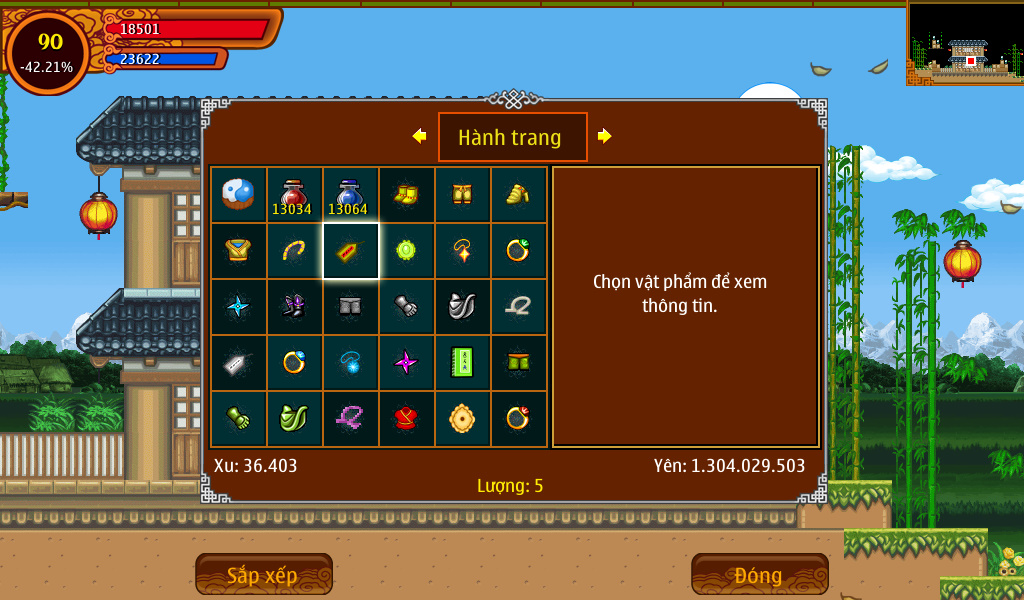 90
-42.21%
18501
23622
Hành trang
13034
13064
Chọn vật phẩm để xem
thông tin.
Xu: 36.403
Yên: 1.304.029.503
Lượng: 5
Sắp xếp
Đóng